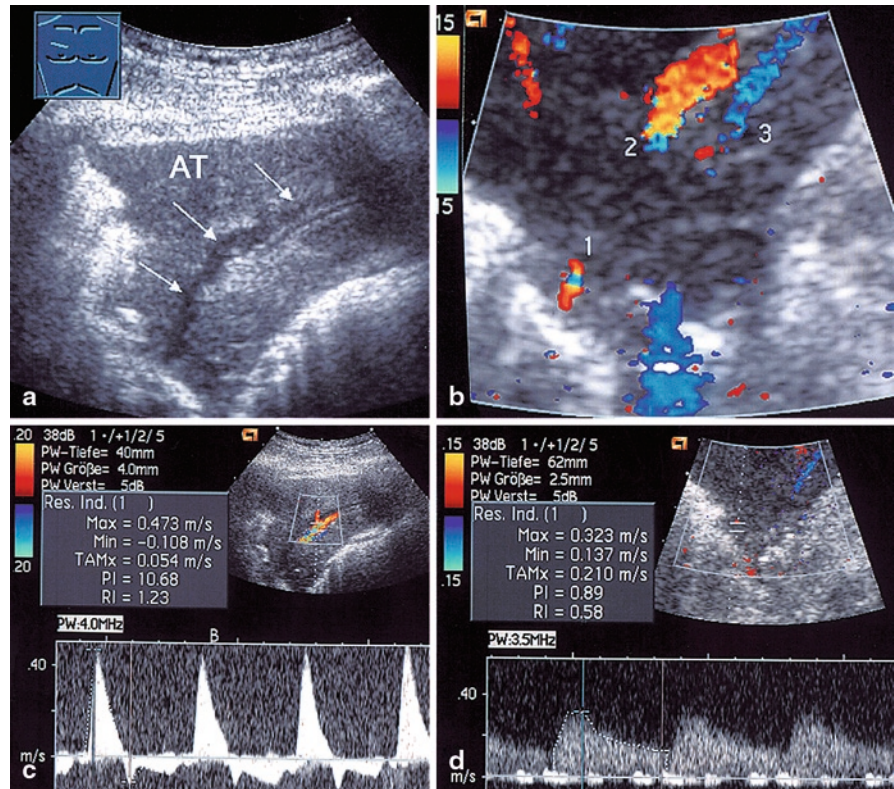 AT
a
15
15
1
2
3
b
.20
20
38dB 1 •/+1/2/ 5
PW-Tiefe= 40mm
PW Größe= 4.0mm
PW Verst= 5dB
Res. Ind. (1 )
Max = 0.473 m/s
Min = -0.108 m/s
TAMx = 0.054 m/s
PI = 10.68
RI = 1.23
PW:4.0MHz
B
.40
m/s
c
.15
.15
38dB 1 •/+1/2/ 5
PW-Tiefe= 62mm
PW Größe= 2.5mm
PW Verst= 5dB
Res. Ind. (1 )
Max = 0.323 m/s
Min = 0.137 m/s
TAMx = 0.210 m/s
PI = 0.89
RI = 0.58
PW:3.5MHz
.40
m/s
d